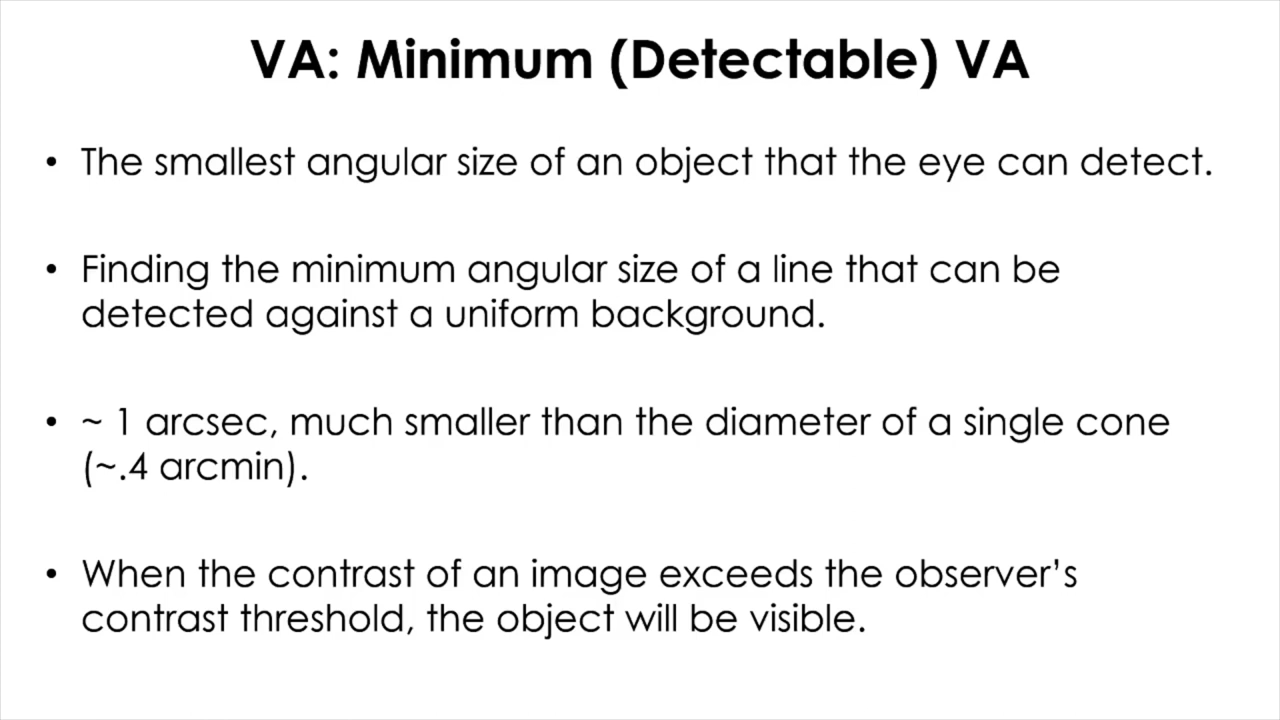 VA: Minimum (Detectable) VA
• The smallest angular size of an object that the eye can detect.
• Finding the minimum angular size of a line that can be
detected against a uniform background.
• ~ 1 arcsec, much smaller than the diameter of a single cone
(~.4 arcmin).
• When the contrast of an image exceeds the observer’s
contrast threshold, the object will be visible.